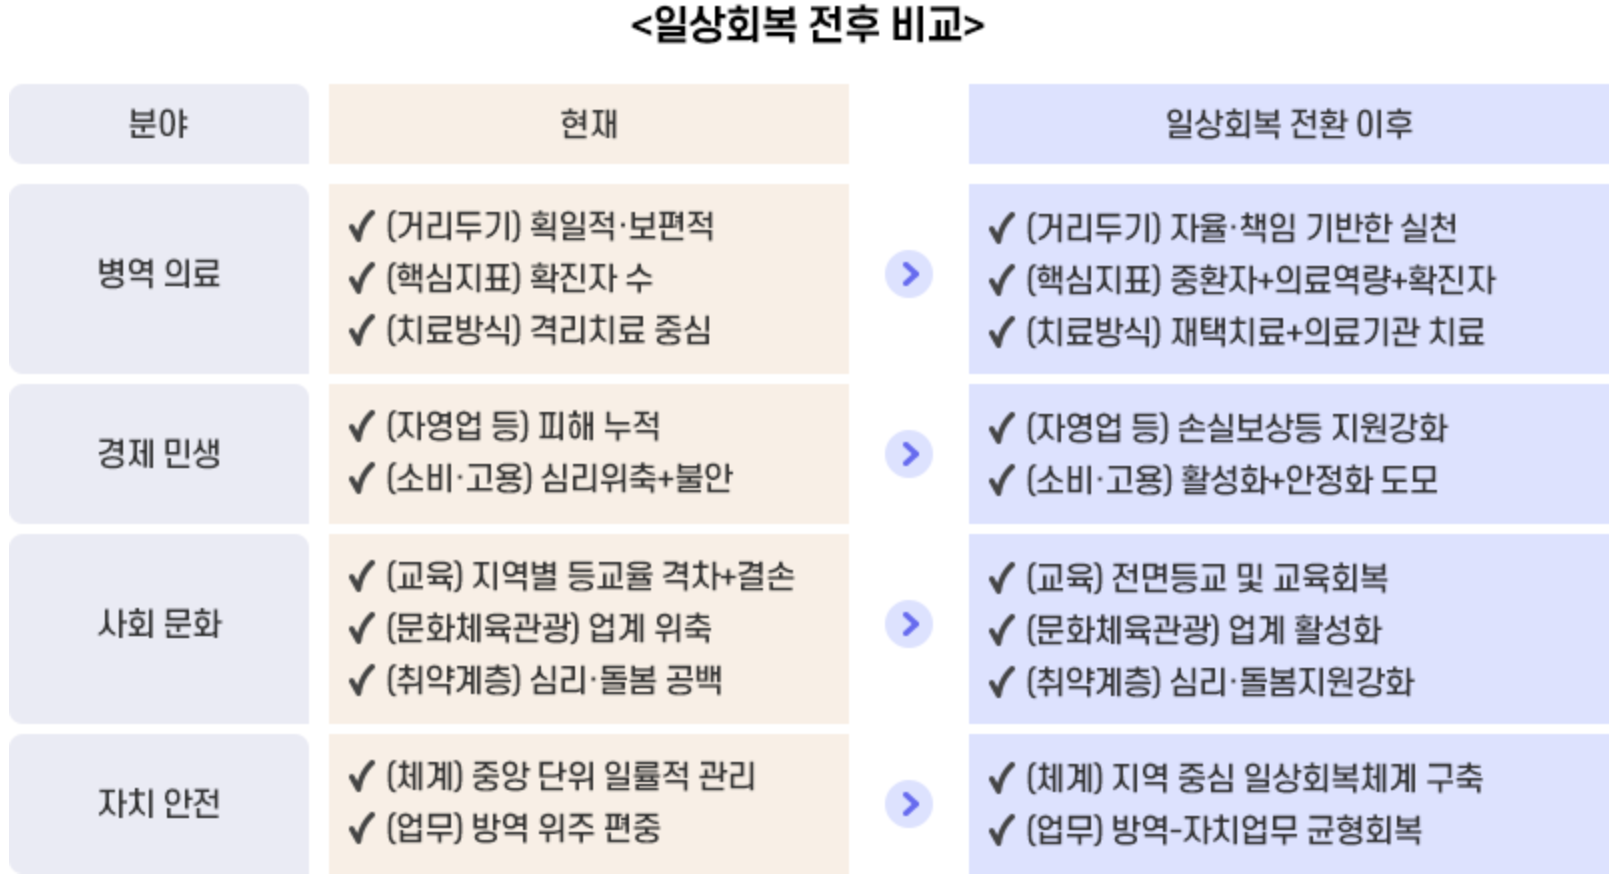 <일상회복 전후 비교>
분야
현재
일상회복 전환 이후
병역 의료
✓ (거리두기) 획일적·보편적
✓ (핵심지표) 확진자 수
✓ (치료방식) 격리치료 중심
✓ (거리두기) 자율·책임 기반한 실천
✓ (핵심지표) 중환자+의료역량+확진자
✓ (치료방식) 재택치료+의료기관 치료
경제 민생
✓ (자영업 등) 피해 누적
✓ (소비·고용) 심리위축+불안
✓ (자영업 등) 손실보상등 지원강화
✓ (소비·고용) 활성화+안정화 도모
사회 문화
✓ (교육) 지역별 등교율 격차+결손
✓ (문화체육관광) 업계 위축
✓ (취약계층) 심리·돌봄 공백
✓ (교육) 전면등교 및 교육회복
✓ (문화체육관광) 업계 활성화
✓ (취약계층) 심리·돌봄지원강화
자치 안전
✓ (체계) 중앙 단위 일률적 관리
✓ (업무) 방역 위주 편중
✓ (체계) 지역 중심 일상회복체계 구축
✓ (업무) 방역-자치업무 균형회복